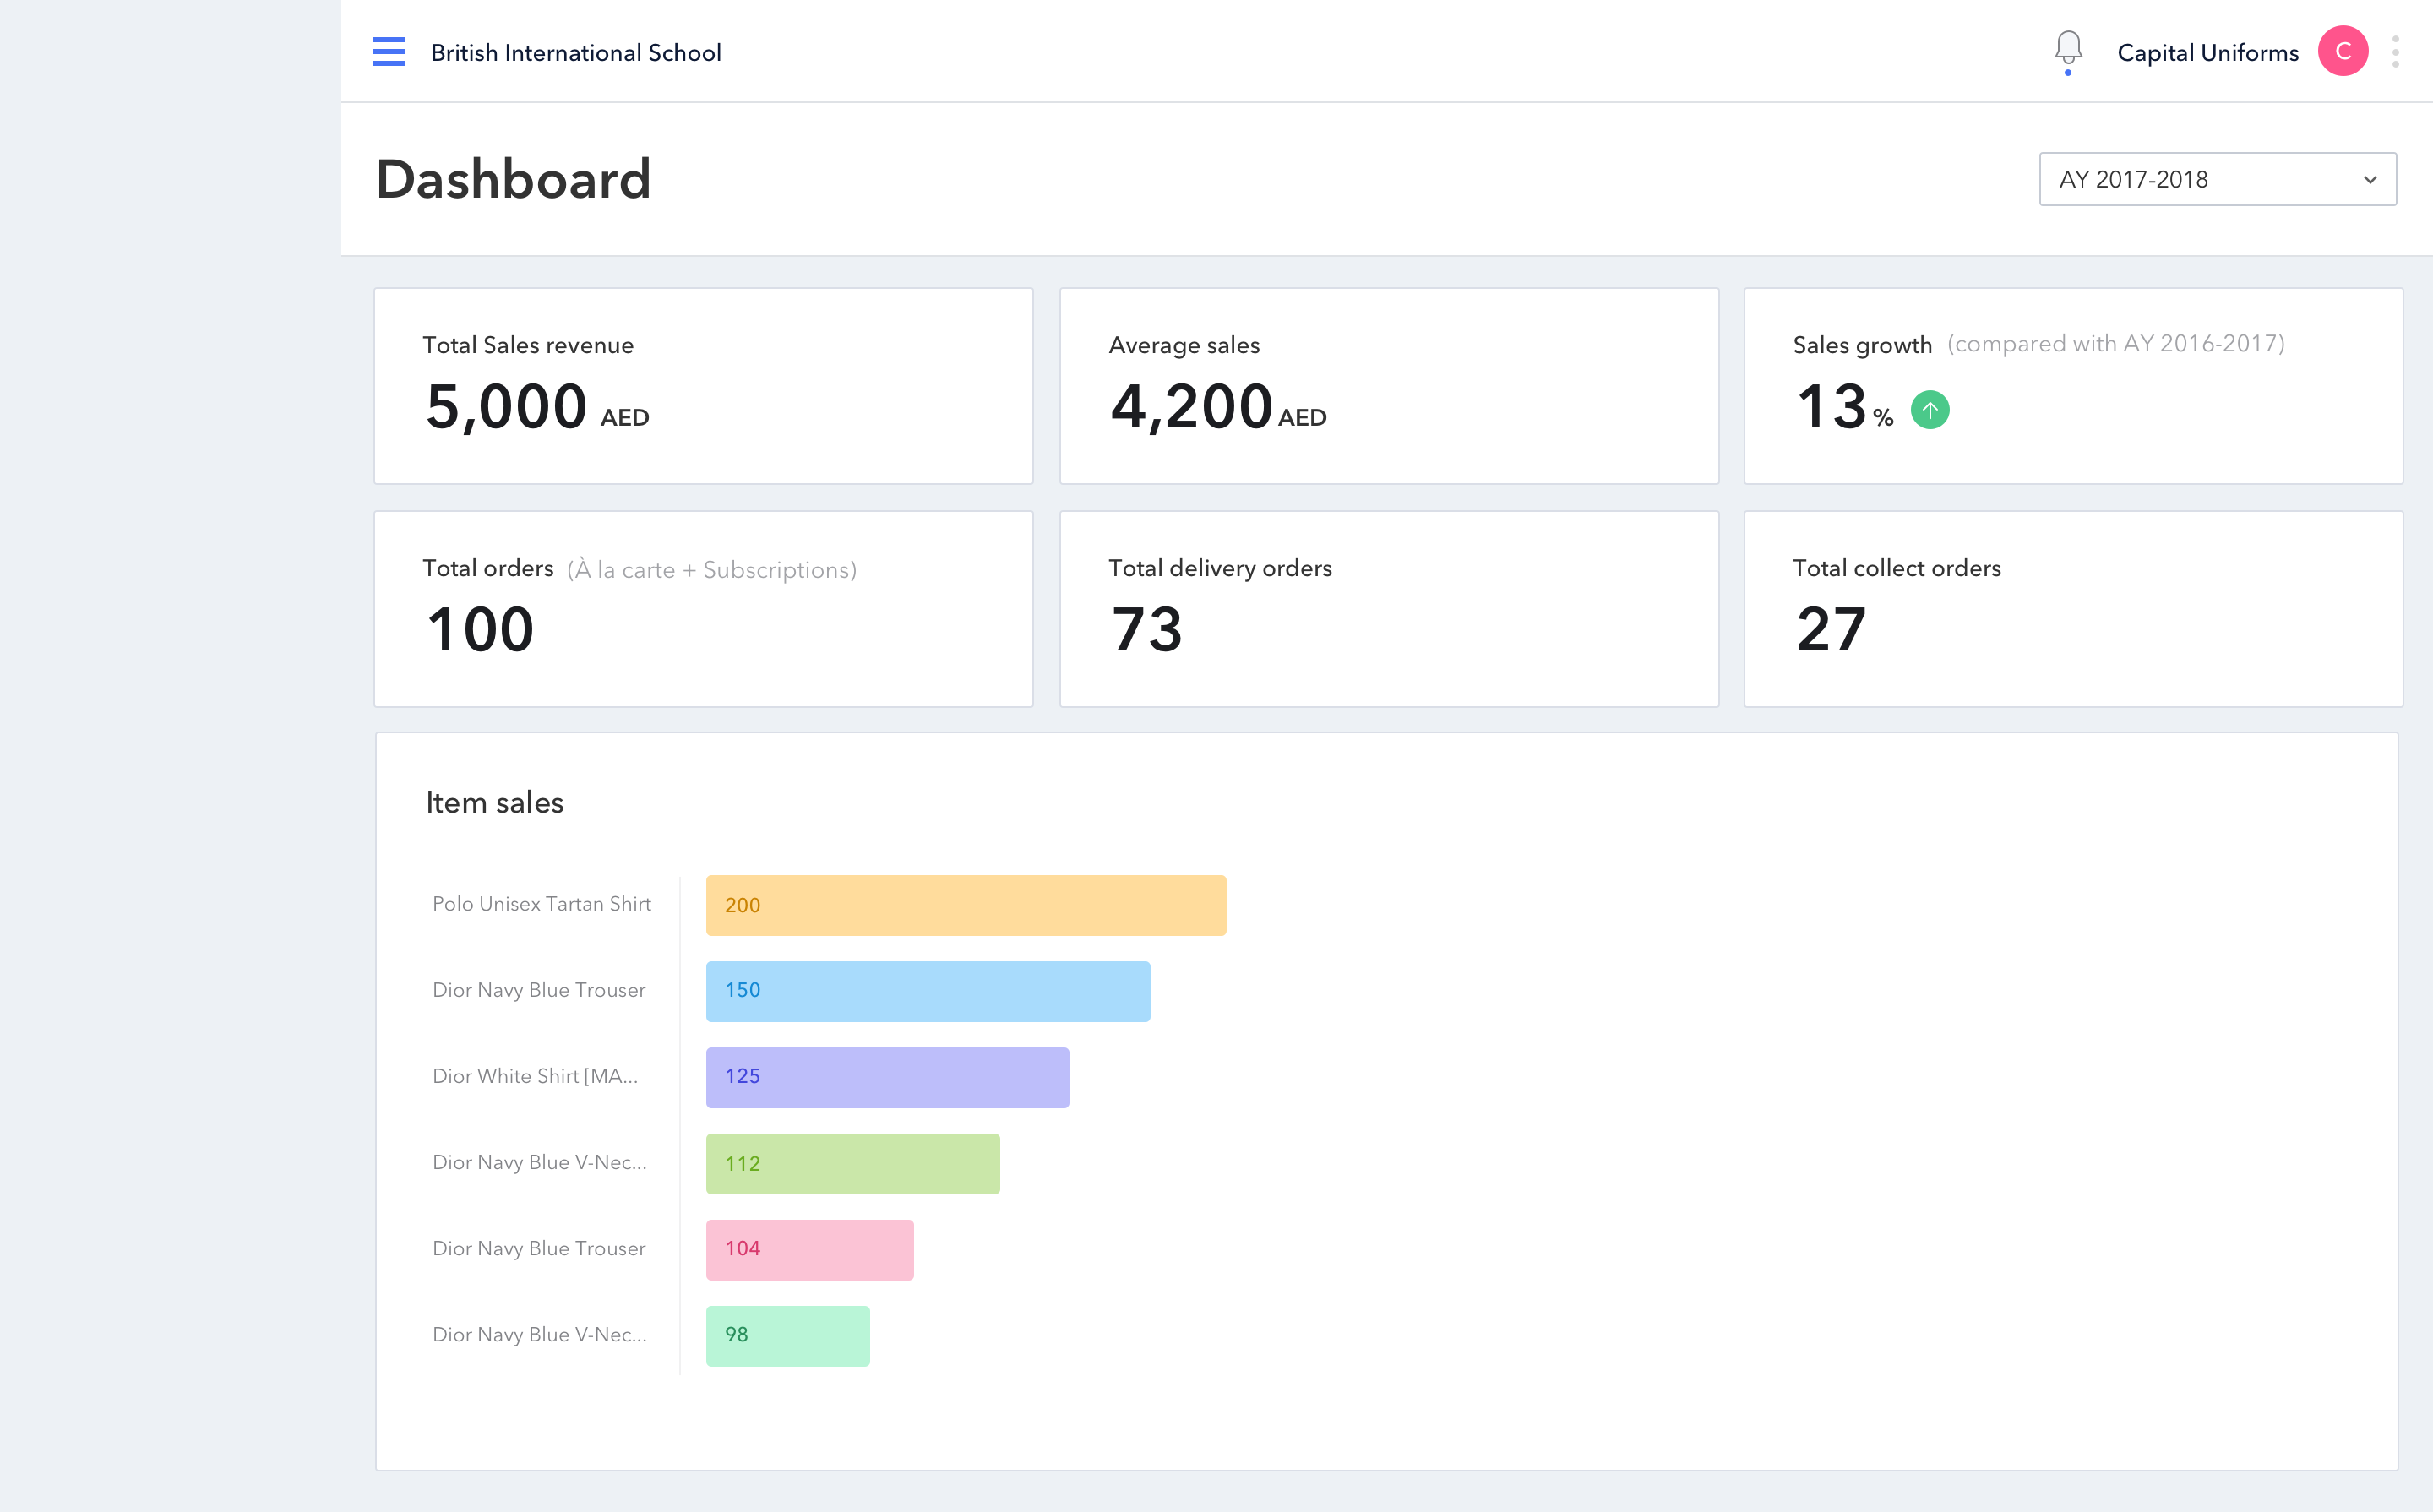 British International School
Capital Uniforms
C
Dashboard
AY 2017-2018
Total Sales revenue
5,000 AED
Average sales
4,200 AED
Sales growth (compared with AY 2016-2017)
13 %
Total orders (À la carte + Subscriptions)
100
Total delivery orders
73
Total collect orders
27
Item sales
Polo Unisex Tartan Shirt
200
Dior Navy Blue Trouser
150
Dior White Shirt [MA...
125
Dior Navy Blue V-Nec...
112
Dior Navy Blue Trouser
104
Dior Navy Blue V-Nec...
98